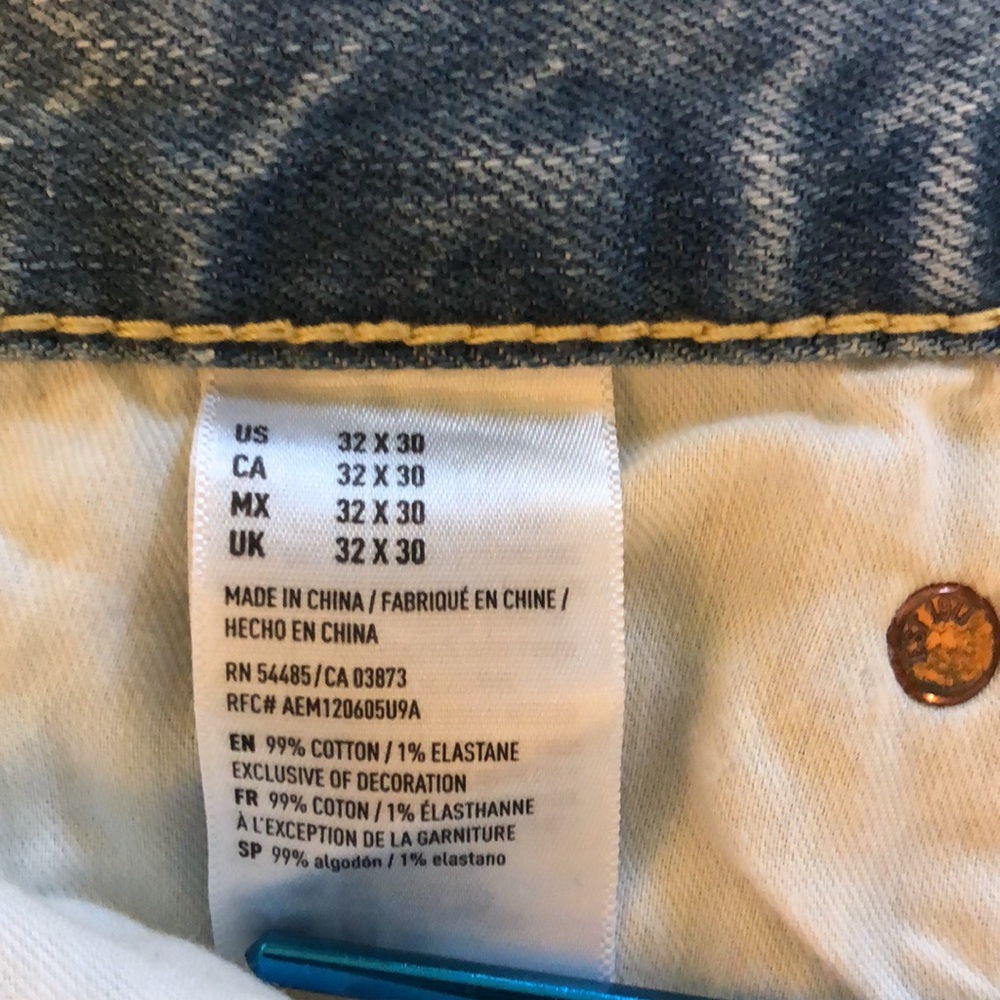 US 32 X 30
CA 32 X 30
MX 32 X 30
UK 32 X 30
MADE IN CHINA / FABRIQUÉ EN CHINE /
HECHO EN CHINA
RN 54485/CA 03873
RFC# AEM120605U9A
EN 99% COTTON / 1% ELASTANE
EXCLUSIVE OF DECORATION
FR 99% COTON / 1% ÉLASTHANNE
À L'EXCEPTION DE LA GARNITURE
SP 99% algodón / 1% elastano